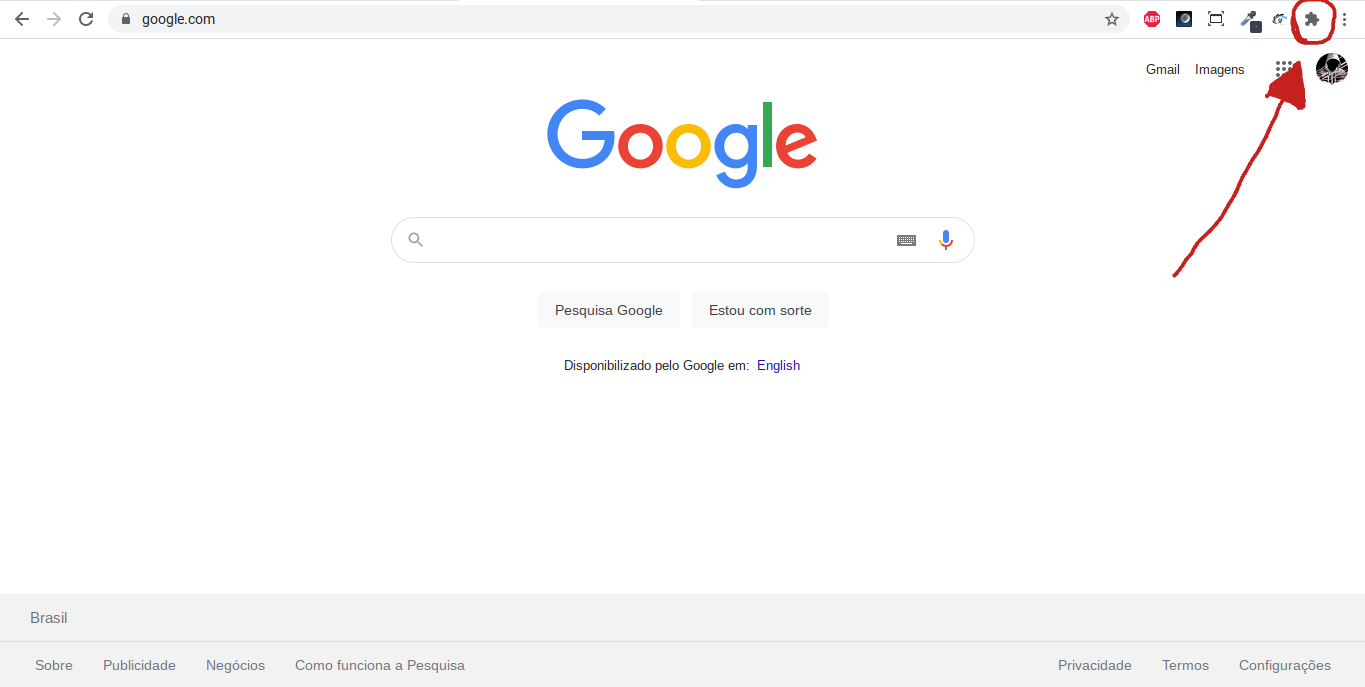 google.com
ABP
Gmail Imagens
Google
Pesquisa Google Estou com sorte
Disponibilizado pelo Google em: English
Brasil
Sobre Publicidade Negócios Como funciona a Pesquisa Privacidade Termos Configurações